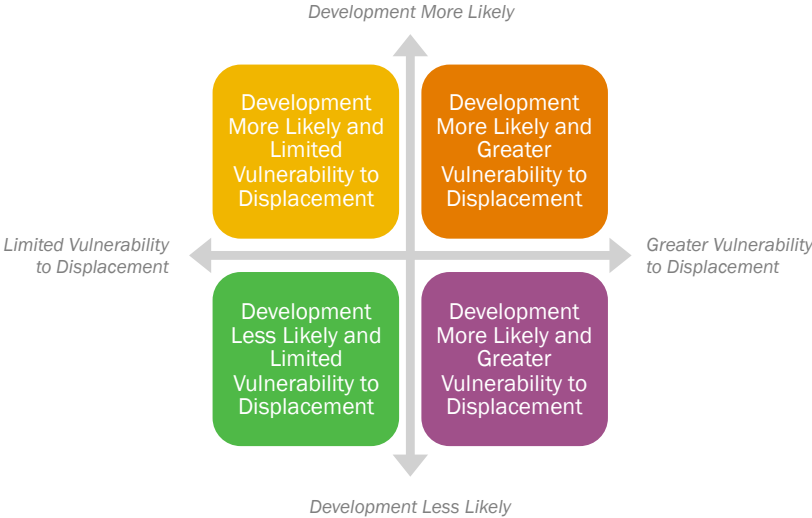 Development More Likely
Development
More Likely and
Limited
Vulnerability to
Displacement
Development
More Likely and
Greater
Vulnerability to
Displacement
Limited Vulnerability
to Displacement
Greater Vulnerability
to Displacement
Development
Less Likely and
Limited
Vulnerability to
Displacement
Development
More Likely and
Greater
Vulnerability to
Displacement
Development Less Likely